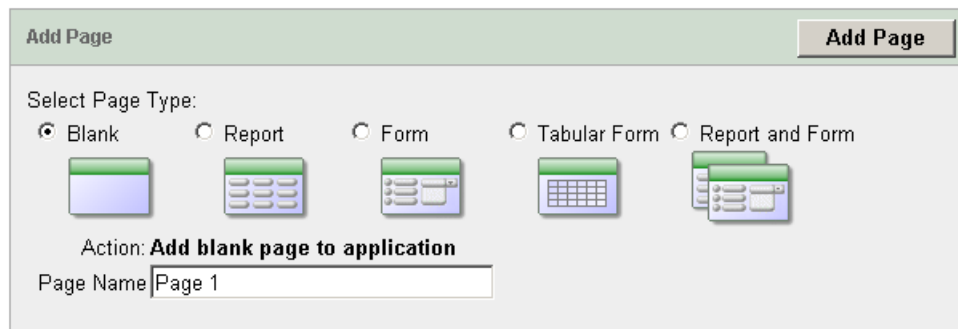 Add Page Add Page
Select Page Type:
Blank Report Form Tabular Form Report and Form
Action: Add blank page to application
Page Name Page 1